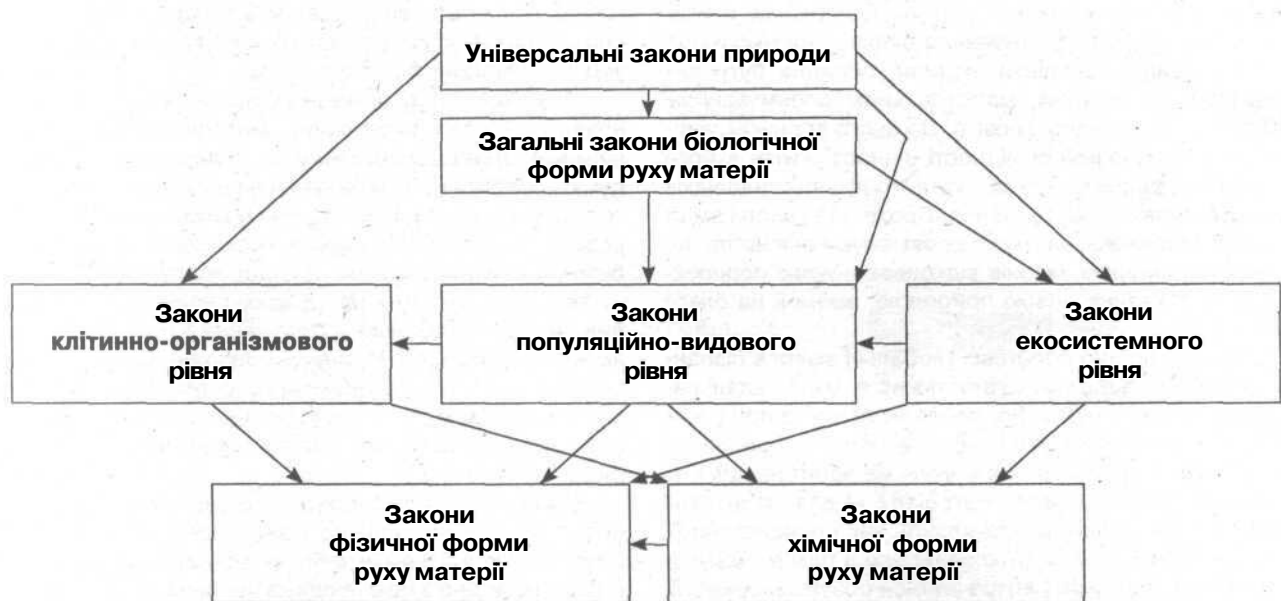 Універсальні закони природи
Загальні закони біологічної
форми руху матерії
Закони
клітинно-організмового
рівня
Закони
популяційно-видового
рівня
Закони
екосистемного
рівня
Закони
фізичної форми
руху матерії
Закони
хімічної форми
руху матерії